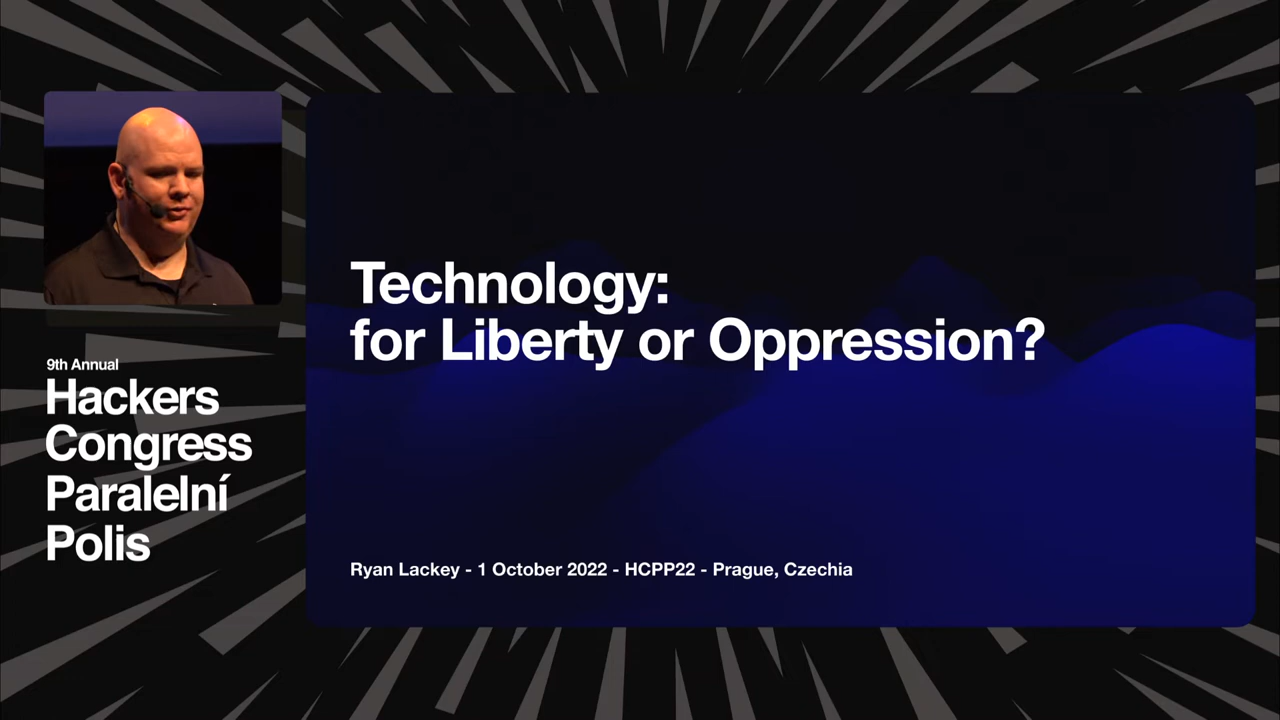 9th Annual
Hackers
Congress
Paralelní
Polis
Technology:
for Liberty or Oppression?
Ryan Lackey - 1 October 2022 - HCPP22 - Prague, Czechia